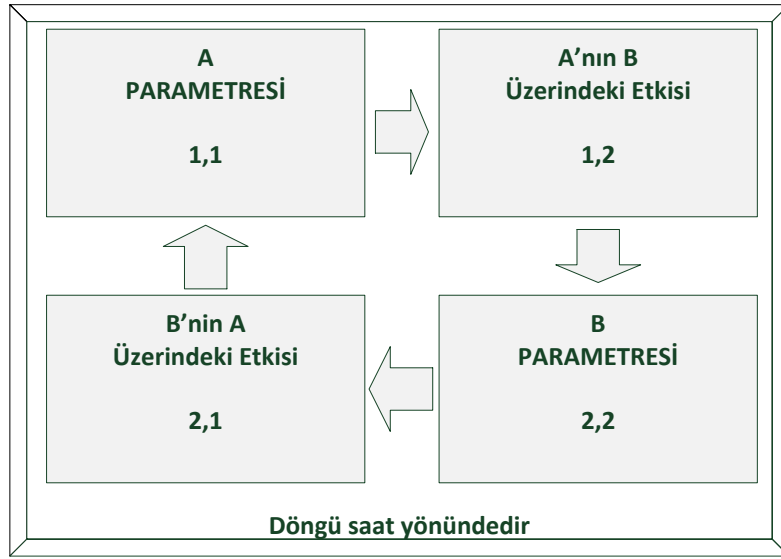 A
PARAMETRESİ
1,1
A’nın B
Üzerindeki Etkisi
1,2
B’nin A
Üzerindeki Etkisi
2,1
B
PARAMETRESİ
2,2
Döngü saat yönündedir